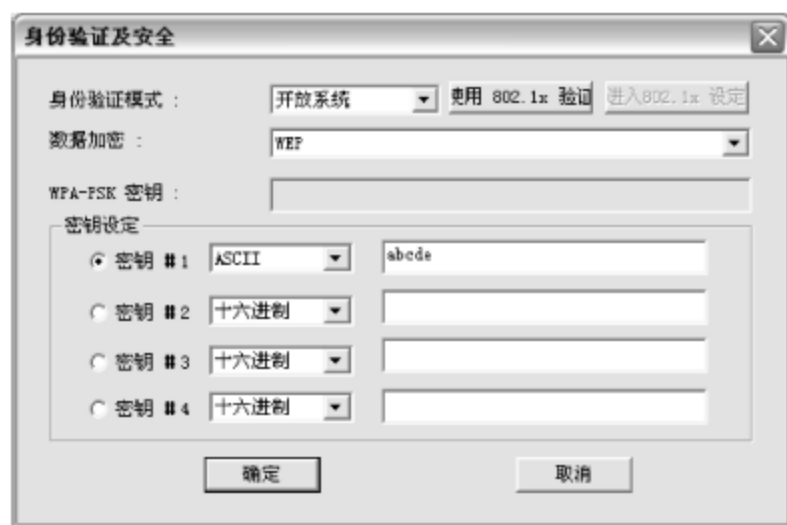 身份验证及安全
身份验证模式 : 开放系统 使用 802.1x 验证 进入802.1x 设定
数据加密 : WEP
WPA-PSK 密钥 :
密钥设定
密钥 #1 ASCII abcde
密钥 #2 十六进制
密钥 #3 十六进制
密钥 #4 十六进制
确定 取消